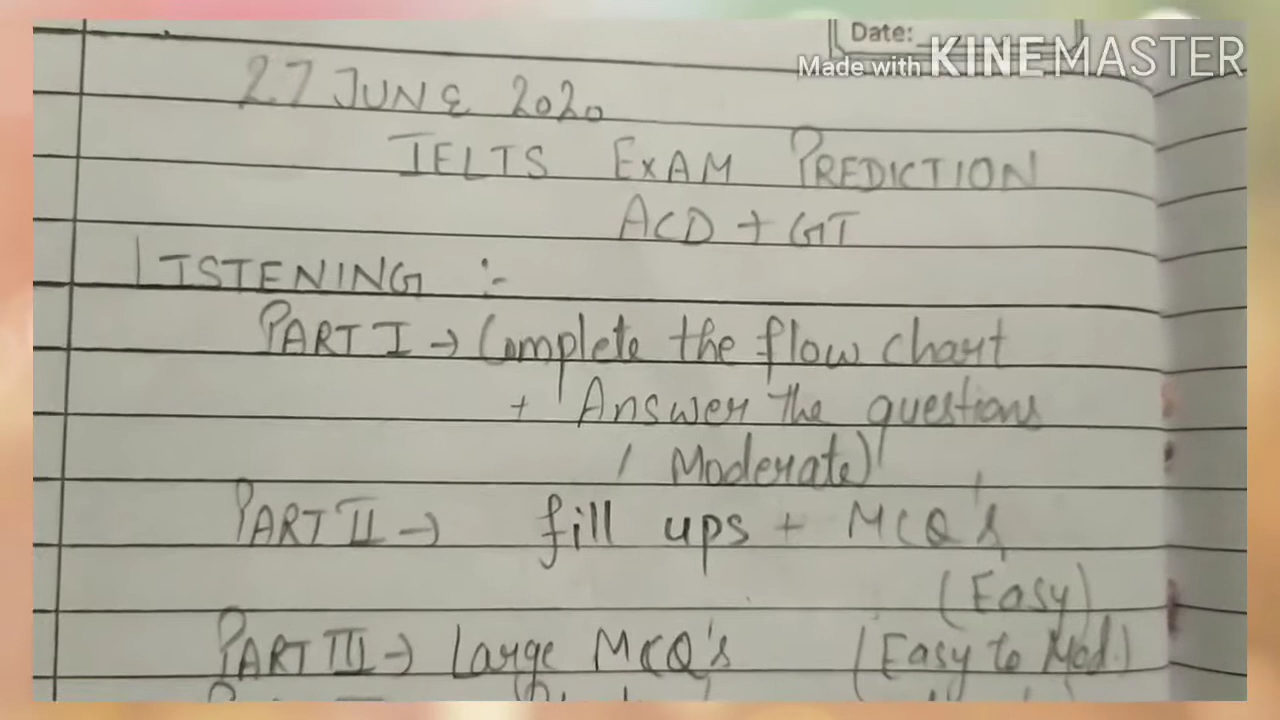 Date:
Made with KINEMASTER
27 JUNE 2020
IELTS EXAM PREDICTION
ACD + GT
LISTENING :-
PART I → Complete the flow chart
+ Answer the questions
( Moderate)
PART II → fill ups + MCQ's
(Easy)
PART III → Large MCQ's (Easy to Mod.)